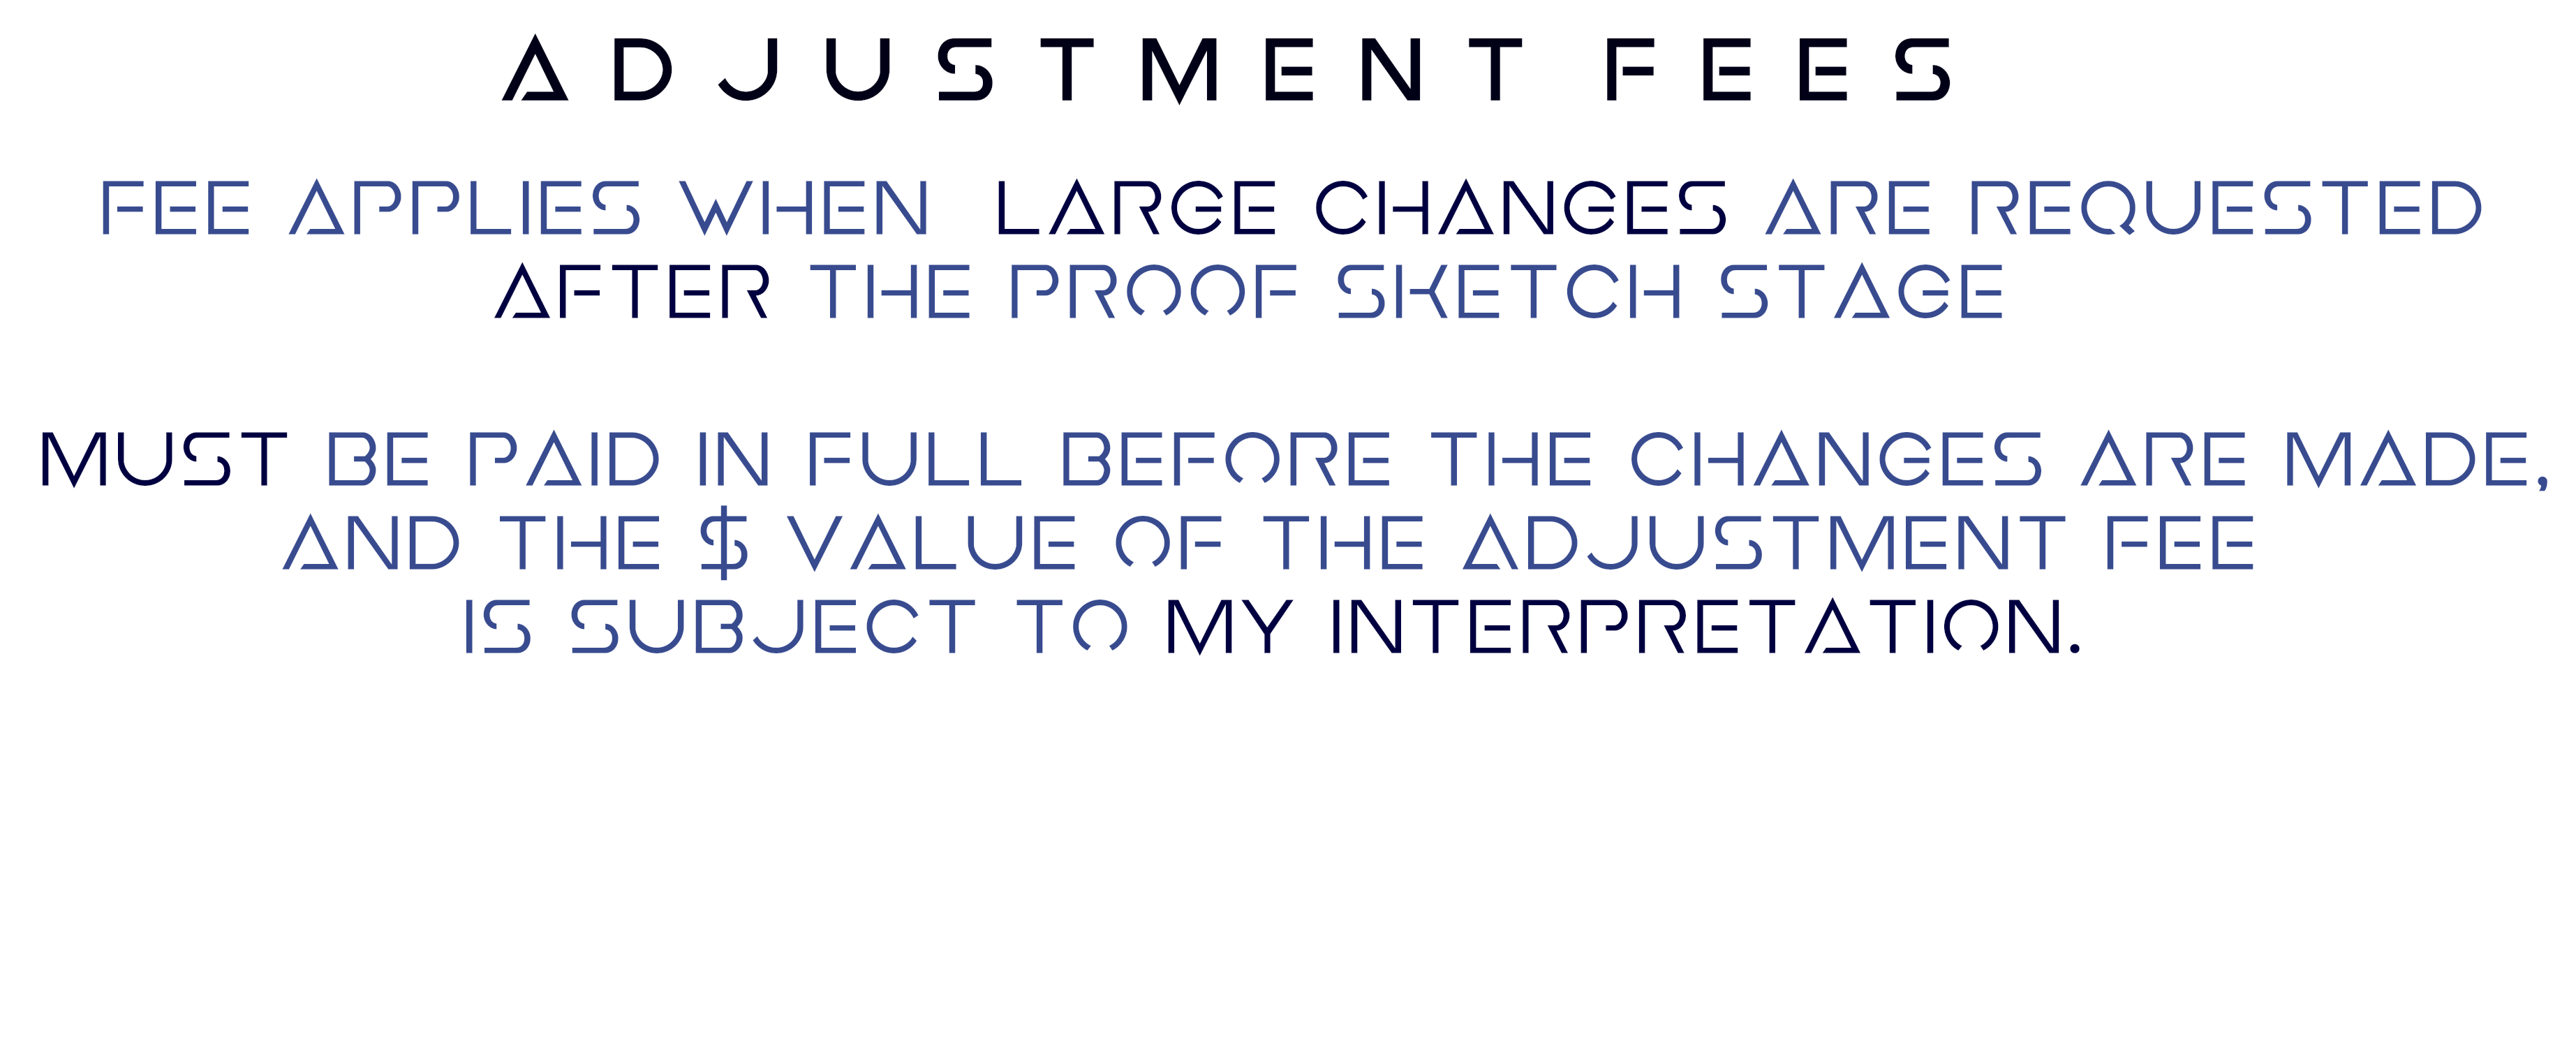 ADJUSTMENT FEES
FEE APPLIES WHEN LARGE CHANGES ARE REQUESTED
AFTER THE PROOF SKETCH STAGE
MUST BE PAID IN FULL BEFORE THE CHANGES ARE MADE,
AND THE $ VALUE OF THE ADJUSTMENT FEE
IS SUBJECT TO MY INTERPRETATION.